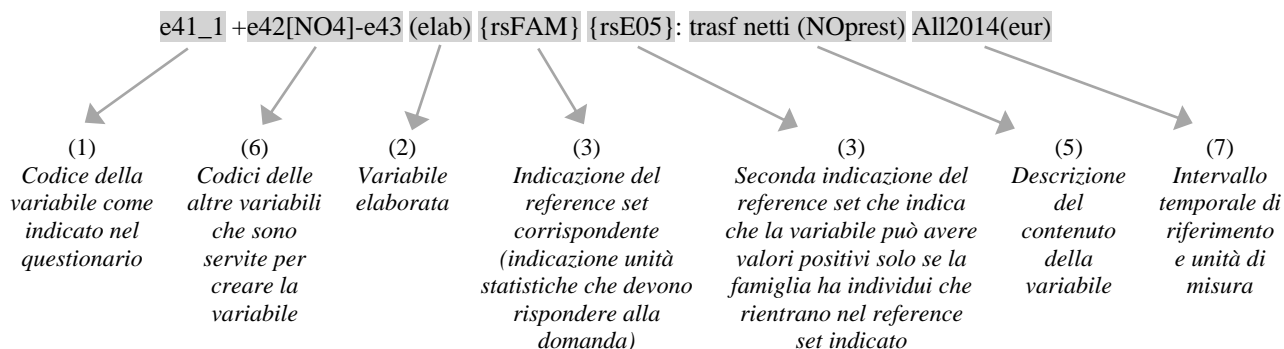 e41_1 +e42[NO4]-e43 (elab) {rsFAM} {rsE05}: trasf netti (NOprest) All2014(eur)
(1)
Codice della
variabile come
indicato nel
questionario
(6)
Codici delle
altre variabili
che sono
servite per
creare la
variabile
(2)
Variabile
elaborata
(3)
Indicazione del
reference set
corrispondente
(indicazione unità
statistiche che devono
rispondere alla
domanda)
(3)
Seconda indicazione del
reference set che indica
che la variabile può avere
valori positivi solo se la
famiglia ha individui che
rientrano nel reference
set indicato
(5)
Descrizione
del
contenuto
della
variabile
(7)
Intervallo
temporale di
riferimento
e unità di
misura